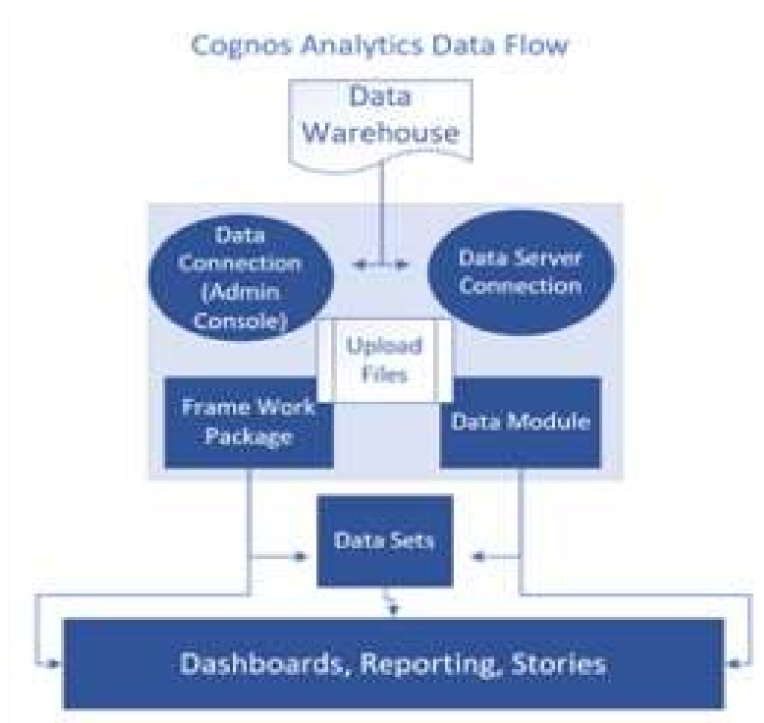 Cognos Analytics Data Flow
Data
Warehouse
Data
Connection
(Admin
Console)
Data Server
Connection
Upload
Files
Frame Work
Package
Data Module
Data Sets
Dashboards, Reporting, Stories